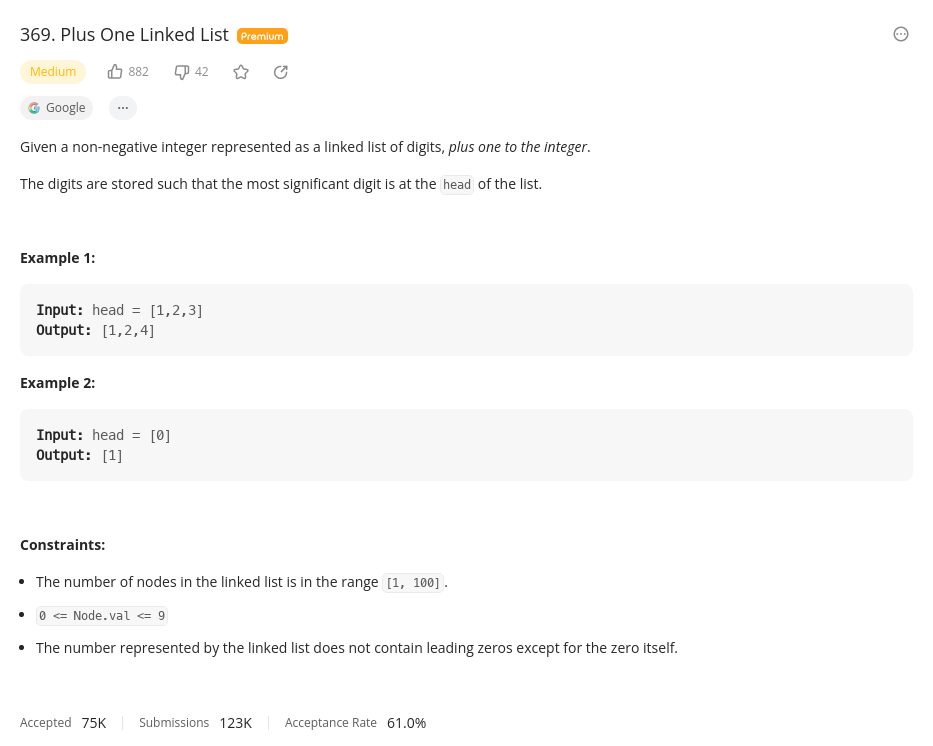 369. Plus One Linked List Premium
Medium 882 42
Google ...
Given a non-negative integer represented as a linked list of digits, plus one to the integer.
The digits are stored such that the most significant digit is at the head of the list.
Example 1:
Input: head = [1,2,3]
Output: [1,2,4]
Example 2:
Input: head = [0]
Output: [1]
Constraints:
• The number of nodes in the linked list is in the range [1, 100].
• 0 <= Node.val <= 9
• The number represented by the linked list does not contain leading zeros except for the zero itself.
Accepted 75K Submissions 123K Acceptance Rate 61.0%